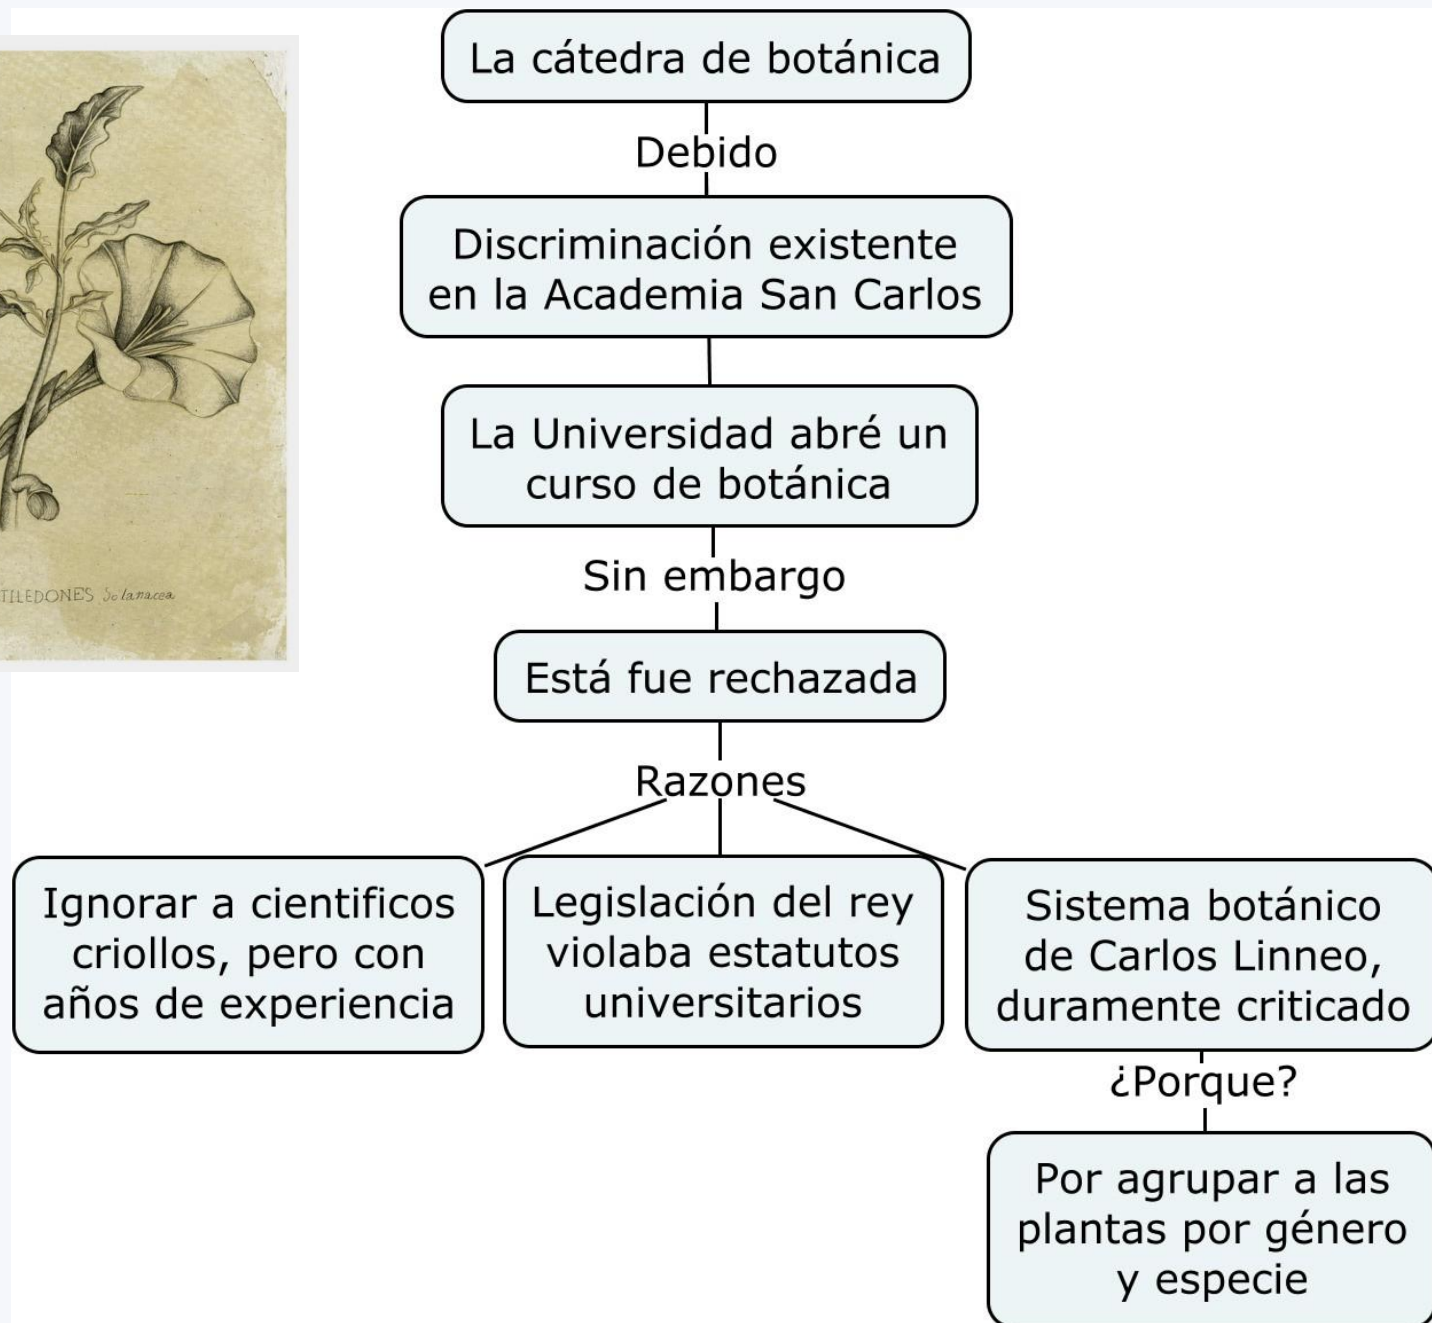 La cátedra de botánica
Debido
Discriminación existente
en la Academia San Carlos
La Universidad abré un
curso de botánica
Sin embargo
Está fue rechazada
Razones
Ignorar a cientificos
criollos, pero con
años de experiencia
Legislación del rey
violaba estatutos
universitarios
Sistema botánico
de Carlos Linneo,
duramente criticado
¿Porque?
Por agrupar a las
plantas por género
y especie
TILEDONES Solanacea